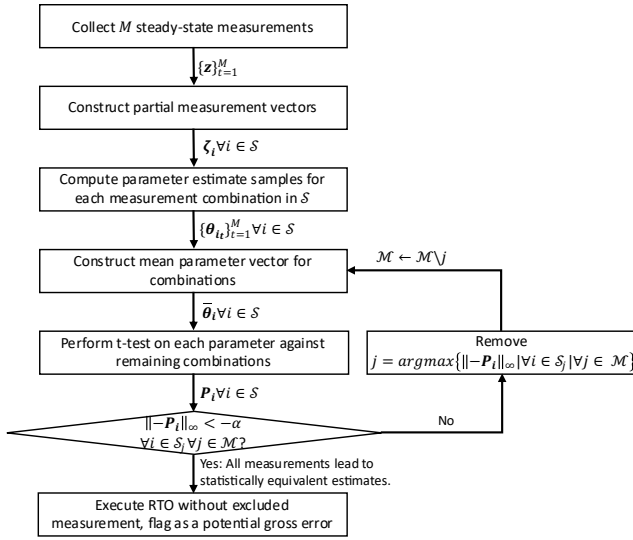 Collect M steady-state measurements
{𝒛}ᴹₜ₌₁
Construct partial measurement vectors
𝜻ᵢ∀i ∈ 𝒮
Compute parameter estimate samples for
each measurement combination in 𝒮
{𝜽ᵢₜ}ᴹₜ₌₁∀i ∈ 𝒮
Construct mean parameter vector for
combinations
ℳ ← ℳ\j
𝜽̅ᵢ∀i ∈ 𝒮
Perform t-test on each parameter against
remaining combinations
Remove
j = argmax{‖−𝑷ᵢ‖∞|∀i ∈ 𝒮ⱼ|∀j ∈ ℳ}
𝑷ᵢ∀i ∈ 𝒮
‖−𝑷ᵢ‖∞ < −α
∀i ∈ 𝒮ⱼ ∀j ∈ ℳ?
No
Yes: All measurements lead to
statistically equivalent estimates.
Execute RTO without excluded
measurement, flag as a potential gross error